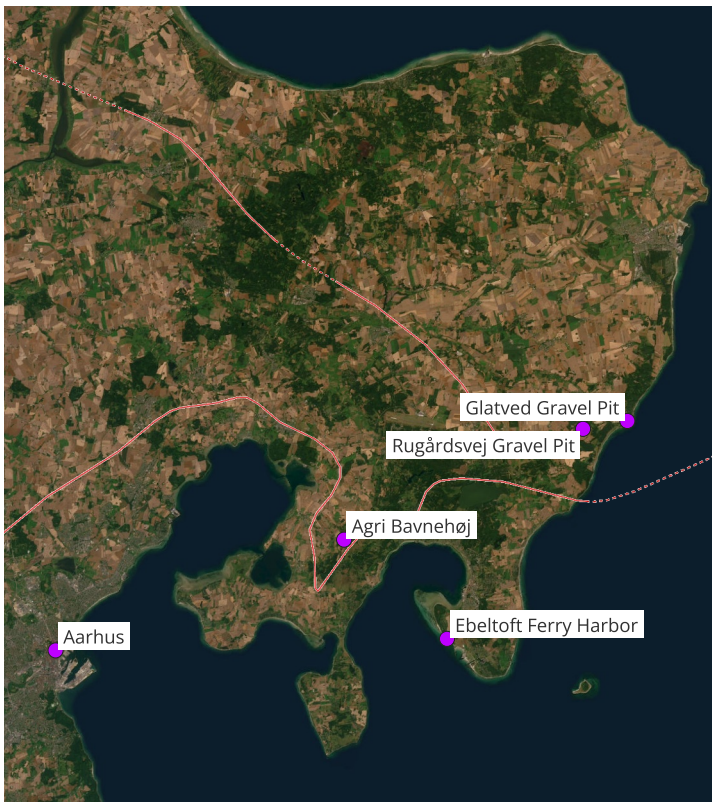 Glatved Gravel Pit
Rugårdsvej Gravel Pit
Agri Bavnehøj
Ebeltoft Ferry Harbor
Aarhus